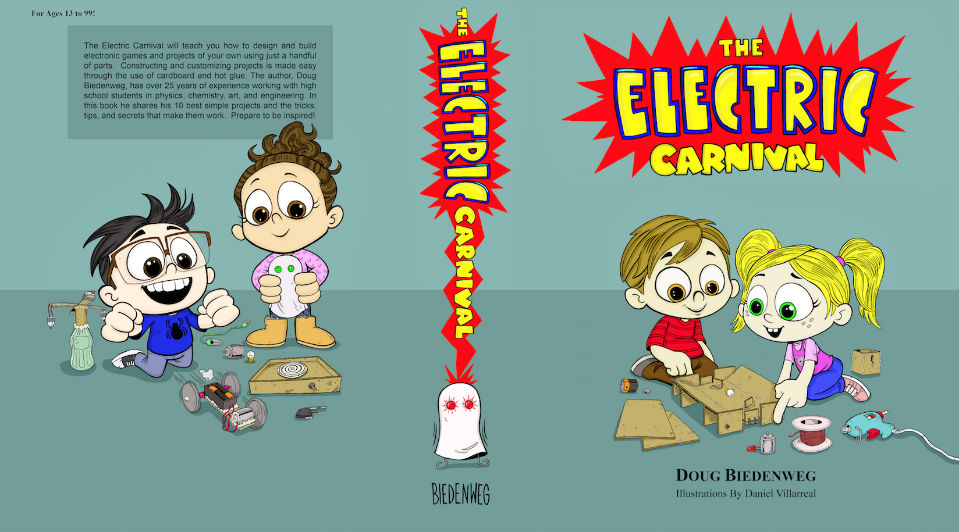 For Ages 13 to 99!
The Electric Carnival will teach you how to design and build
electronic games and projects of your own using just a handful
of parts. Constructing and customizing projects is made easy
through the use of cardboard and hot glue. The author, Doug
Biedenweg, has over 25 years of experience working with high
school students in physics, chemistry, art, and engineering. In
this book he shares his 10 best simple projects and the tricks,
tips, and secrets that make them work. Prepare to be inspired!
THE
ELECTRIC
CARNIVAL
BIEDENWEG
THE
ELECTRIC
CARNIVAL
DOUG BIEDENWEG
Illustrations By Daniel Villarreal